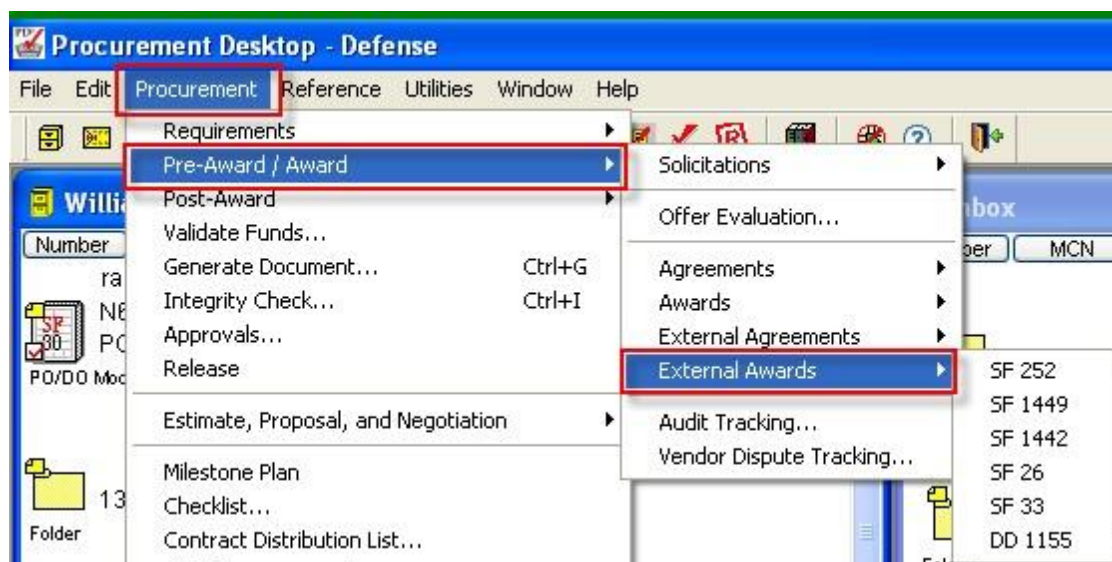 Procurement Desktop - Defense
File Edit Procurement Reference Utilities Window Help
Requirements
Pre-Award / Award
Post-Award
Validate Funds...
Generate Document... Ctrl+G
Integrity Check... Ctrl+I
Approvals...
Release
Estimate, Proposal, and Negotiation
Milestone Plan
Checklist...
Contract Distribution List...
Solicitations
Offer Evaluation...
Agreements
Awards
External Agreements
External Awards
Audit Tracking...
Vendor Dispute Tracking...
SF 252
SF 1449
SF 1442
SF 26
SF 33
DD 1155
Number
SF
30
PO/DO Mod
13
Folder
MCN